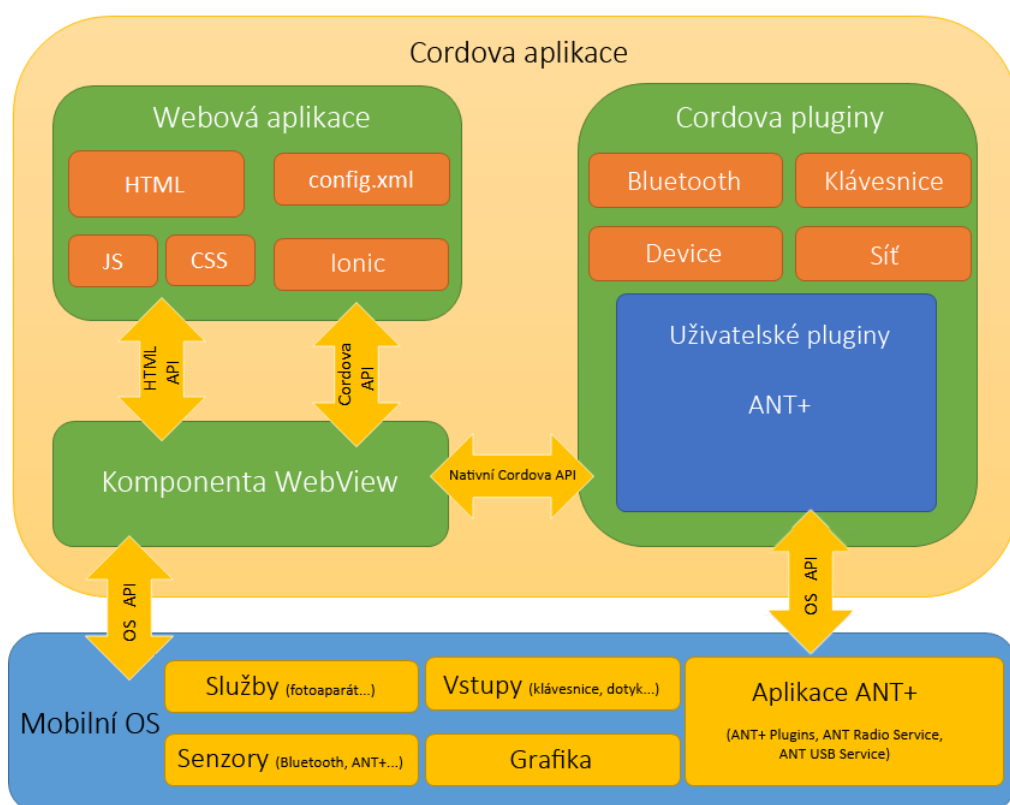 Cordova aplikace
Webová aplikace
HTML
config.xml
JS
CSS
Ionic
Cordova pluginy
Bluetooth
Klávesnice
Device
Síť
Uživatelské pluginy
ANT+
HTML
API
Cordova
API
Komponenta WebView
Nativní Cordova API
OS API
OS API
Mobilní OS
Služby (fotoaparát...)
Vstupy (klávesnice, dotyk...)
Senzory (Bluetooth, ANT+...)
Grafika
Aplikace ANT+
(ANT+ Plugins, ANT Radio Service,
ANT USB Service)